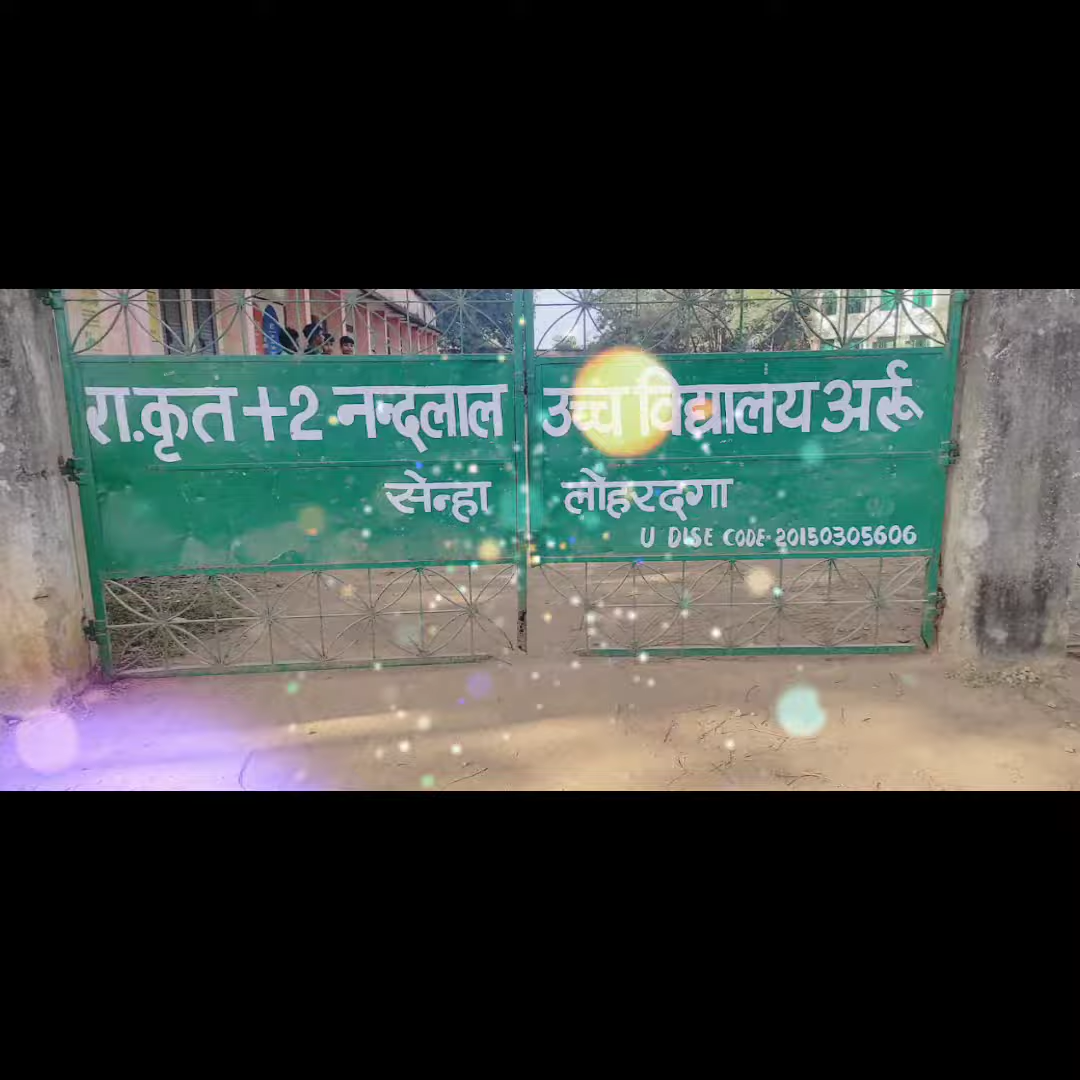 रा.कृत +2 नन्दलाल उच्च विद्यालय अर्रू
सेन्हा लोहरदगा
U DISE CODE-20150305606